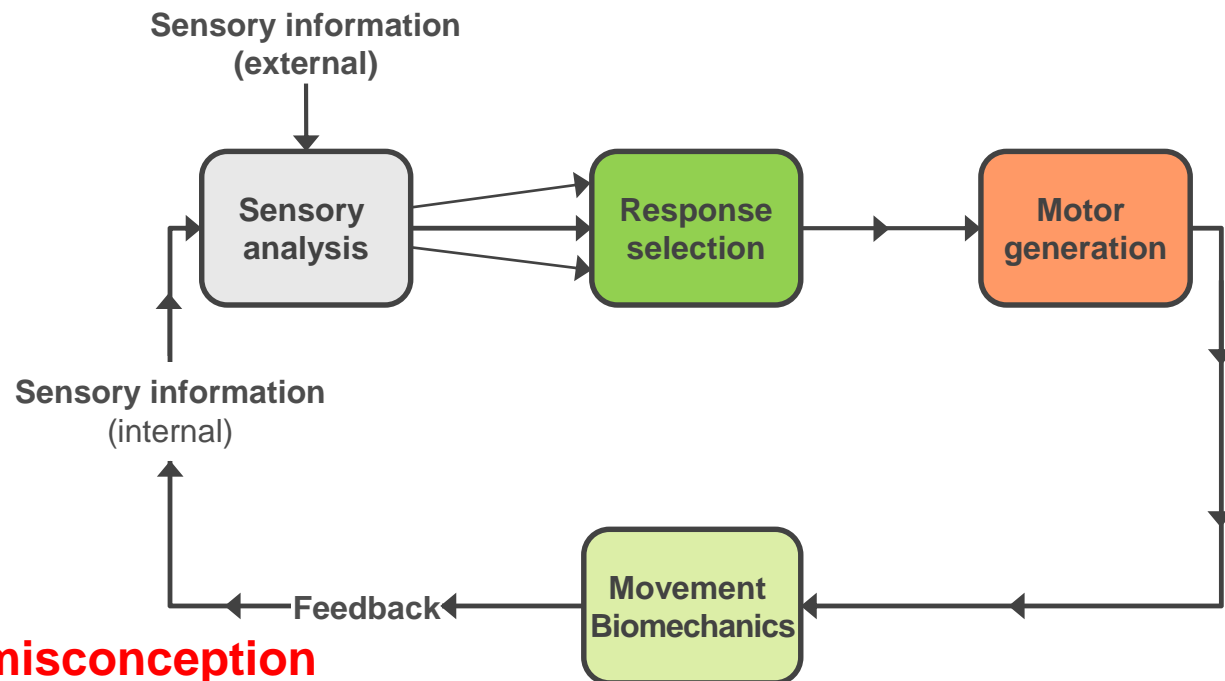 Sensory information
(external)
Sensory
analysis
Response
selection
Motor
generation
Sensory information
(internal)
Movement
Biomechanics
Feedback
misconception